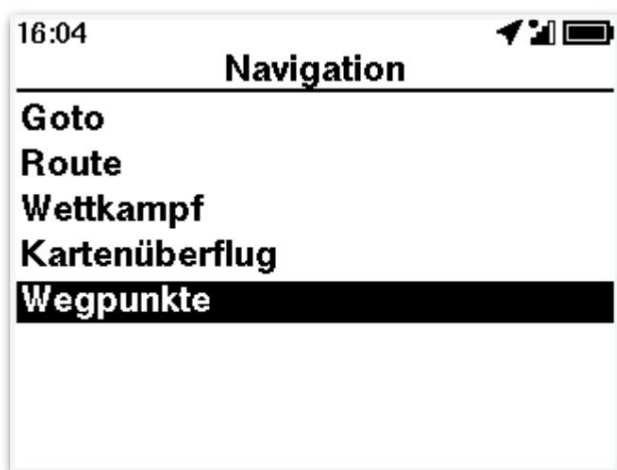 16:04
Navigation
Goto
Route
Wettkampf
Kartenüberflug
Wegpunkte